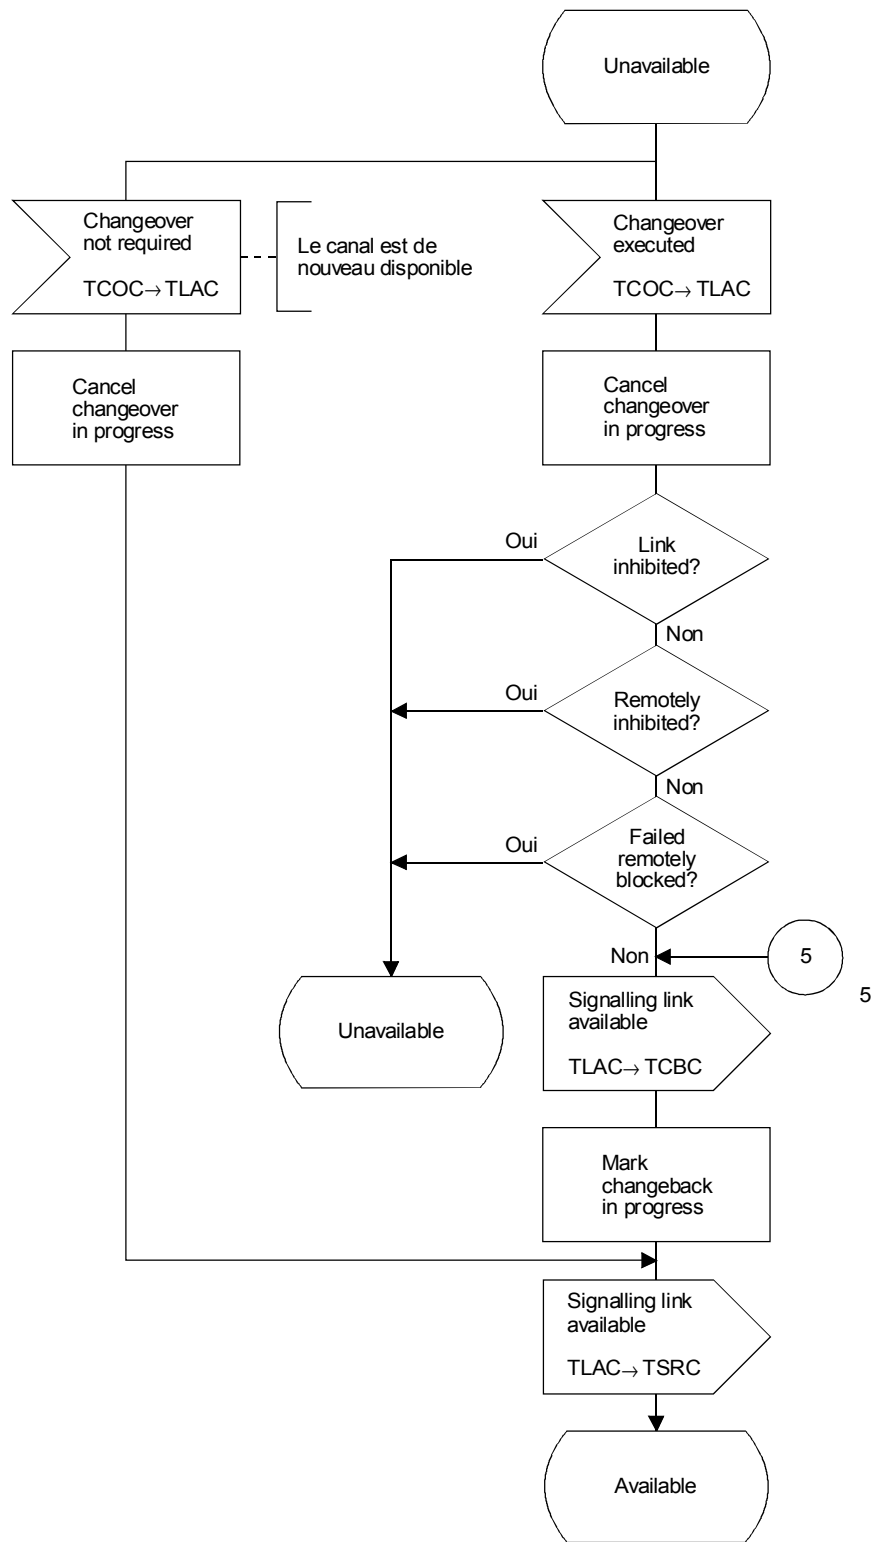 Unavailable
Changeover
not required
TCOC→TLAC
Le canal est de
nouveau disponible
Changeover
executed
TCOC→TLAC
Cancel
changeover
in progress
Cancel
changeover
in progress
Oui
Link
inhibited?
Non
Oui
Remotely
inhibited?
Non
Oui
Failed
remotely
blocked?
Non
5
5
Unavailable
Signalling link
available
TLAC→TCBC
Mark
changeback
in progress
Signalling link
available
TLAC→TSRC
Available